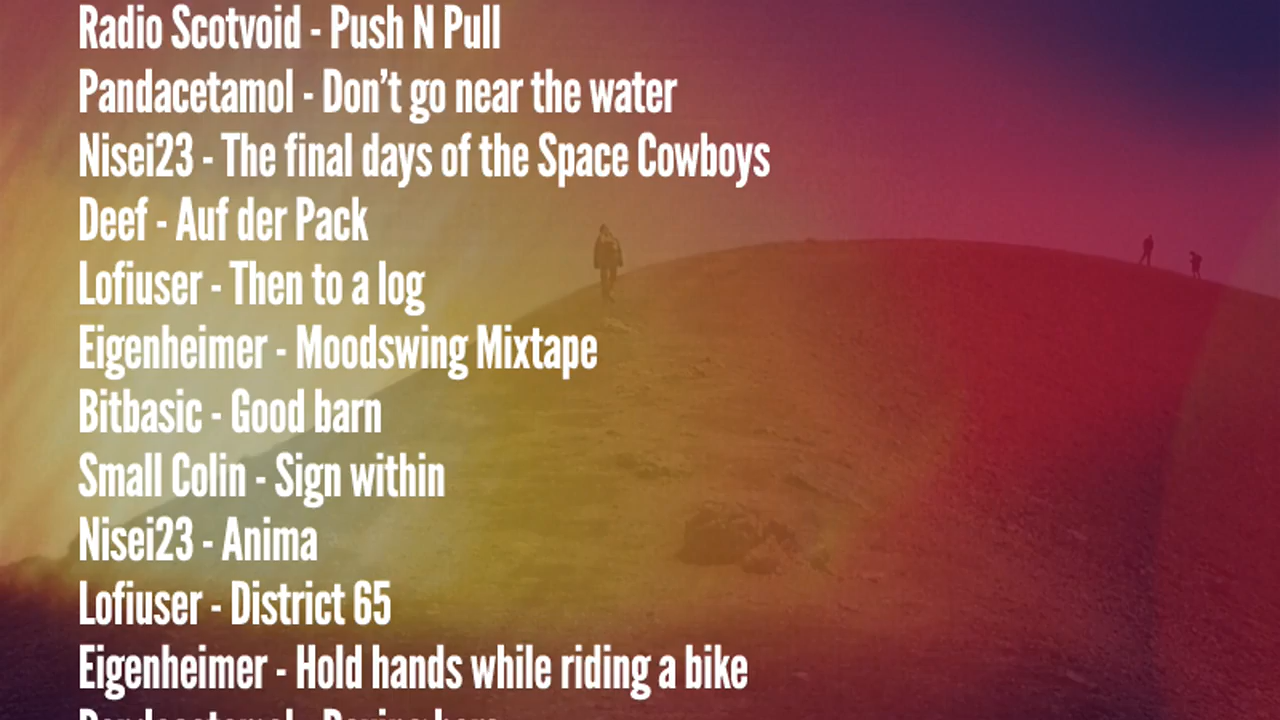 Radio Scotvoid - Push N Pull
Pandacetamol - Don’t go near the water
Nisei23 - The final days of the Space Cowboys
Deef - Auf der Pack
Lofiuser - Then to a log
Eigenheimer - Moodswing Mixtape
Bitbasic - Good barn
Small Colin - Sign within
Nisei23 - Anima
Lofiuser - District 65
Eigenheimer - Hold hands while riding a bike
Pandacetamol -